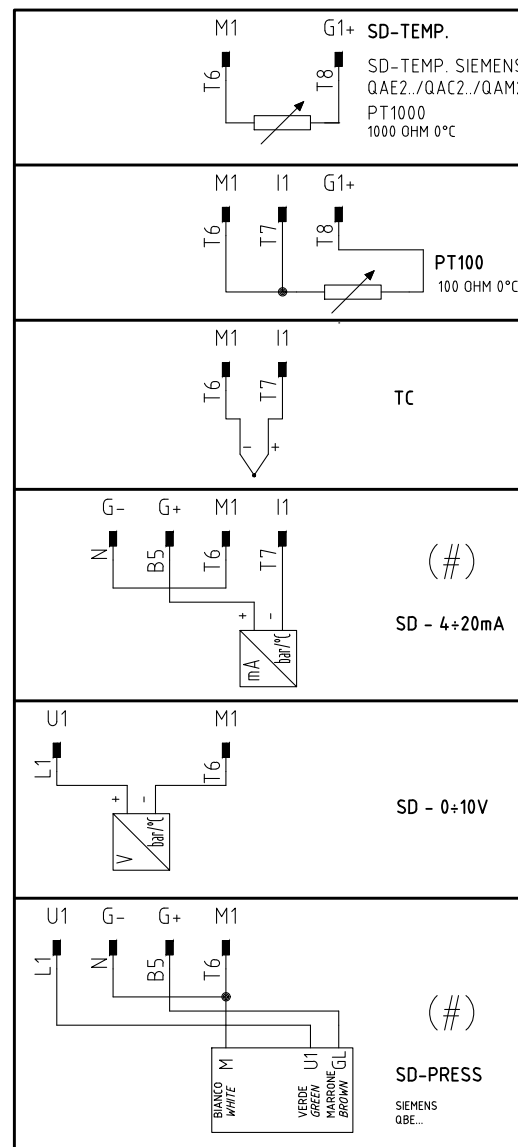 M1 G1+ SD-TEMP.
T6 T8
SD-TEMP. SIEMENS
QAE2../QAC2../QAM2
PT1000
1000 OHM 0°C
M1 I1 G1+
T6 T7 T8
PT100
100 OHM 0°C
M1 I1
T6 T7
TC
- +
G- G+ M1 I1
N B5 T6 T7
(#)
SD - 4÷20mA
+ -
mA bar/°C
U1 M1
L1 T6
SD - 0÷10V
+ -
V bar/°C
U1 G- G+ M1
L1 N B5 T6
(#)
M U1 GL
BIANCO
WHITE
VERDE
GREEN
MARRONE
BROWN
SD-PRESS
SIEMENS
QBE...